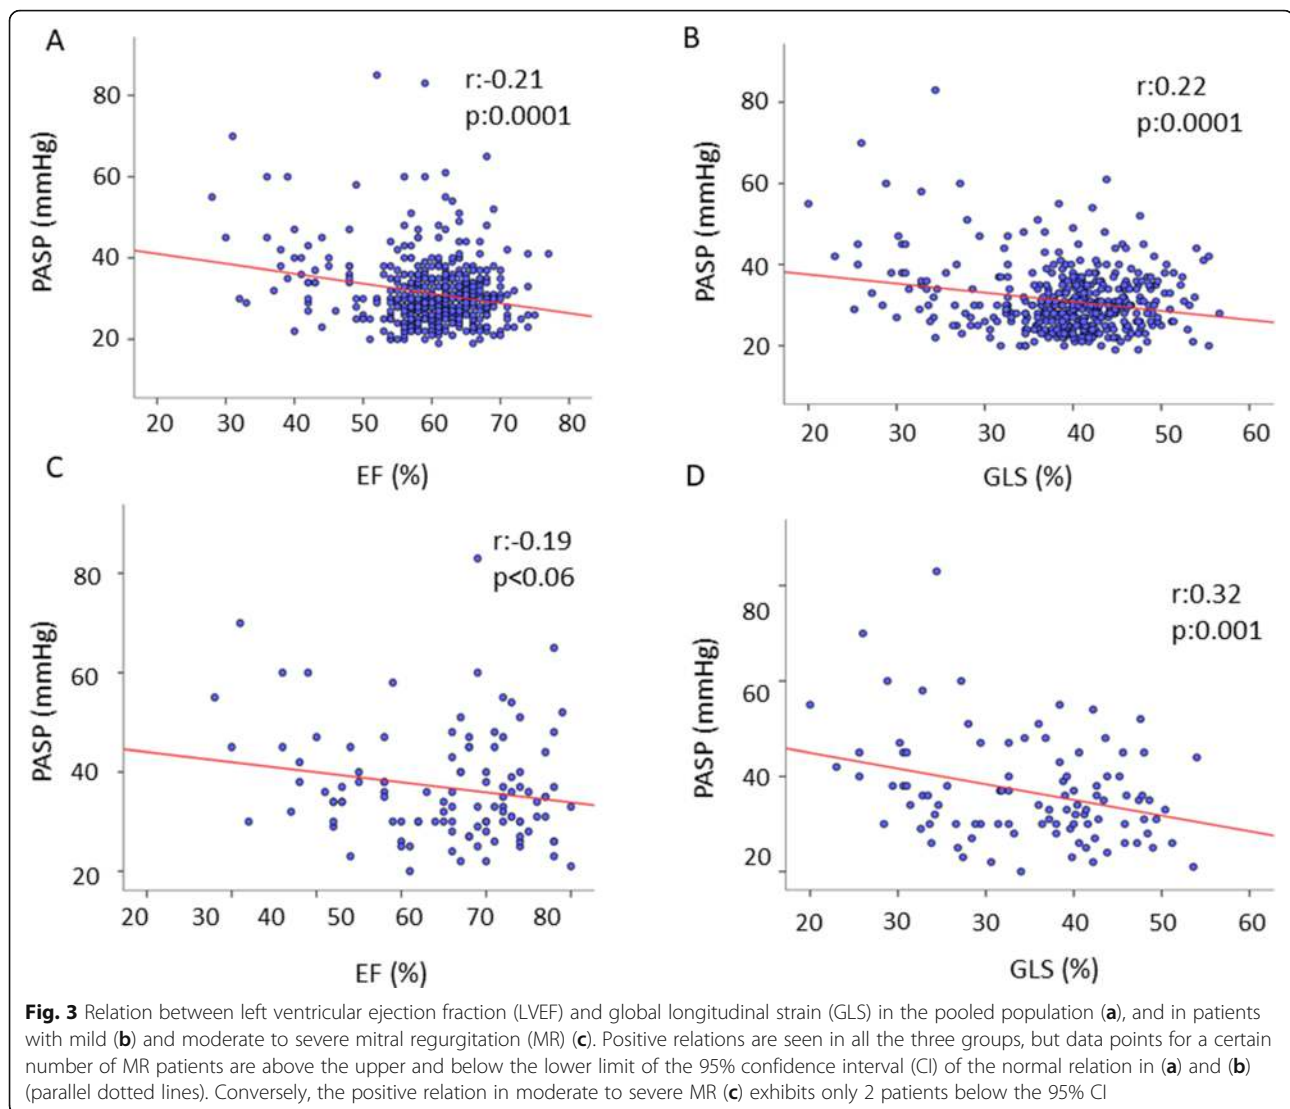 A
r:-0.21
p:0.0001
PASP (mmHg)
80
60
40
20
20 30 40 50 60 70 80
EF (%)
B
r:0.22
p:0.0001
PASP (mmHg)
80
60
40
20
20 30 30 40 50 60
GLS (%)
C
r:-0.19
p<0.06
PASP (mmHg)
80
60
40
20
20 30 40 50 60 70 80
EF (%)
D
r:0.32
p:0.001
PASP (mmHg)
80
60
40
20
20 30 30 40 50 60
GLS (%)
Fig. 3 Relation between left ventricular ejection fraction (LVEF) and global longitudinal strain (GLS) in the pooled population (a), and in patients
with mild (b) and moderate to severe mitral regurgitation (MR) (c). Positive relations are seen in all the three groups, but data points for a certain
number of MR patients are above the upper and below the lower limit of the 95% confidence interval (CI) of the normal relation in (a) and (b)
(parallel dotted lines). Conversely, the positive relation in moderate to severe MR (c) exhibits only 2 patients below the 95% CI